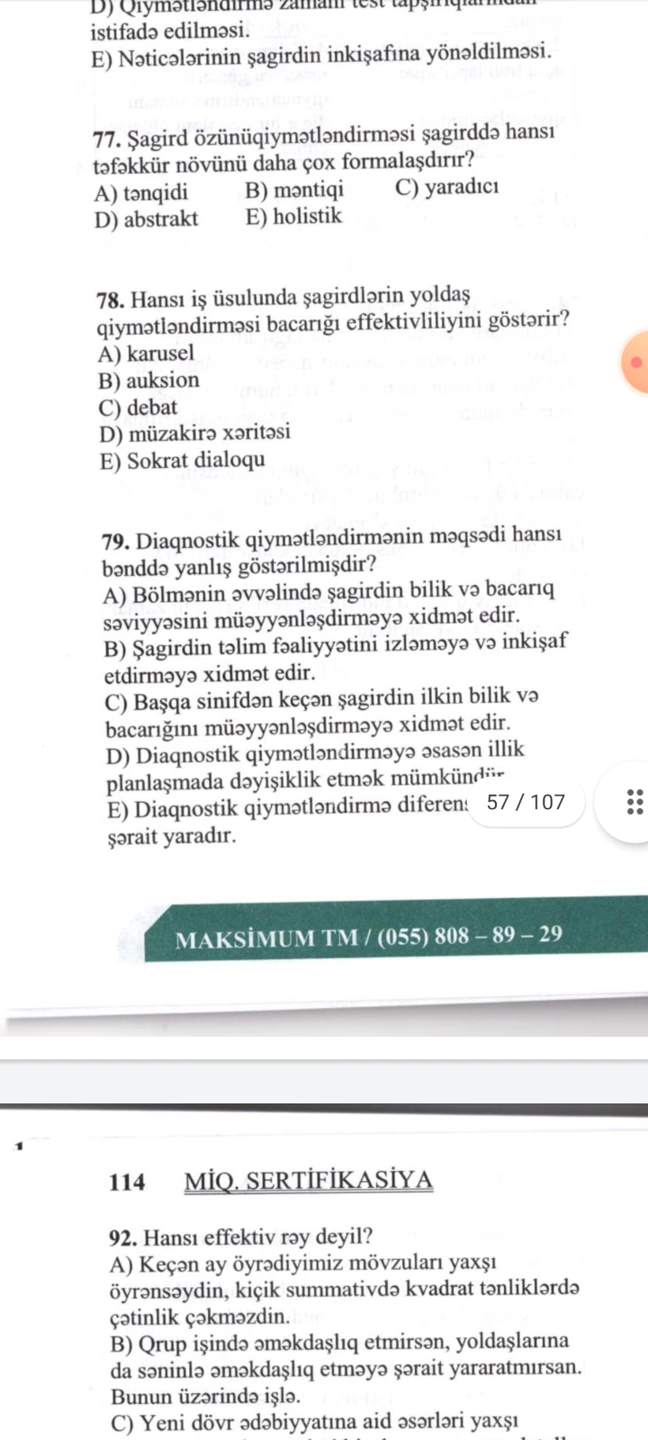 D) Qiymətləndirmə zamanı test tapşırıqlarından
istifadə edilməsi.
E) Nəticələrinin şagirdin inkişafına yönəldilməsi.
77. Şagird özünüqiymətləndirməsi şagirddə hansı
təfəkkür növünü daha çox formalaşdırır?
A) tənqidi B) məntiqi C) yaradıcı
D) abstrakt E) holistik
78. Hansı iş üsulunda şagirdlərin yoldaş
qiymətləndirməsi bacarığı effektivliliyini göstərir?
A) karusel
B) auksion
C) debat
D) müzakirə xəritəsi
E) Sokrat dialoqu
79. Diaqnostik qiymətləndirmənin məqsədi hansı
bənddə yanlış göstərilmişdir?
A) Bölmənin əvvəlində şagirdin bilik və bacarıq
səviyyəsini müəyyənləşdirməyə xidmət edir.
B) Şagirdin təlim fəaliyyətini izləməyə və inkişaf
etdirməyə xidmət edir.
C) Başqa sinifdən keçən şagirdin ilkin bilik və
bacarığını müəyyənləşdirməyə xidmət edir.
D) Diaqnostik qiymətləndirməyə əsasən illik
planlaşmada dəyişiklik etmək mümkündür
E) Diaqnostik qiymətləndirmə 57 / 107
şərait yaradır.
MAKSİMUM TM / (055) 808 – 89 – 29
1
114 MİQ. SERTİFİKASİYA
92. Hansı effektiv rəy deyil?
A) Keçən ay öyrədiyimiz mövzuları yaxşı
öyrənsəydin, kiçik summativdə kvadrat tənliklərdə
çətinlik çəkməzdin.
B) Qrup işində əməkdaşlıq etmirsən, yoldaşlarına
da səninlə əməkdaşlıq etməyə şərait yararatmırsan.
Bunun üzərində işlə.
C) Yeni dövr ədəbiyyatına aid əsərləri yaxşı